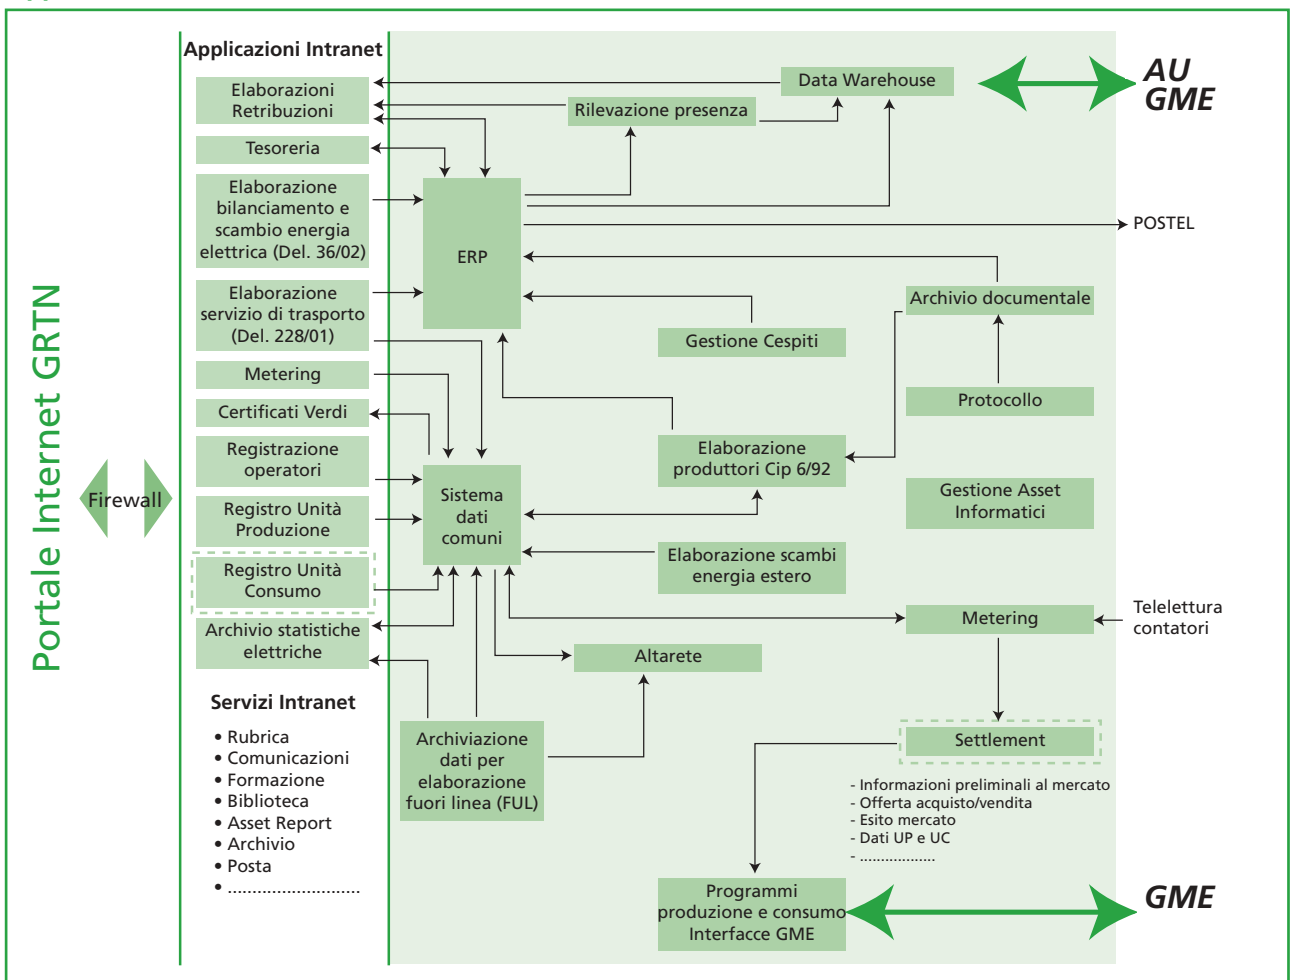 Portale Internet GRTN
Firewall
Applicazioni Intranet
Elaborazioni
Retribuzioni
Tesoreria
Elaborazione
bilanciamento e
scambio energia
elettrica (Del. 36/02)
Elaborazione
servizio di trasporto
(Del. 228/01)
Metering
Certificati Verdi
Registrazione
operatori
Registro Unità
Produzione
Registro Unità
Consumo
Archivio statistiche
elettriche
Servizi Intranet
• Rubrica
• Comunicazioni
• Formazione
• Biblioteca
• Asset Report
• Archivio
• Posta
• ...........................
Data Warehouse
Rilevazione presenza
ERP
Gestione Cespiti
Archivio documentale
Protocollo
Elaborazione
produttori Cip 6/92
Gestione Asset
Informatici
Sistema
dati
comuni
Elaborazione scambi
energia estero
Metering
Altarete
Archiviazione
dati per
elaborazione
fuori linea (FUL)
Settlement
- Informazioni preliminali al mercato
- Offerta acquisto/vendita
- Esito mercato
- Dati UP e UC
- ..................
Programmi
produzione e consumo
Interfacce GME
AU
GME
POSTEL
Telelettura
contatori
GME